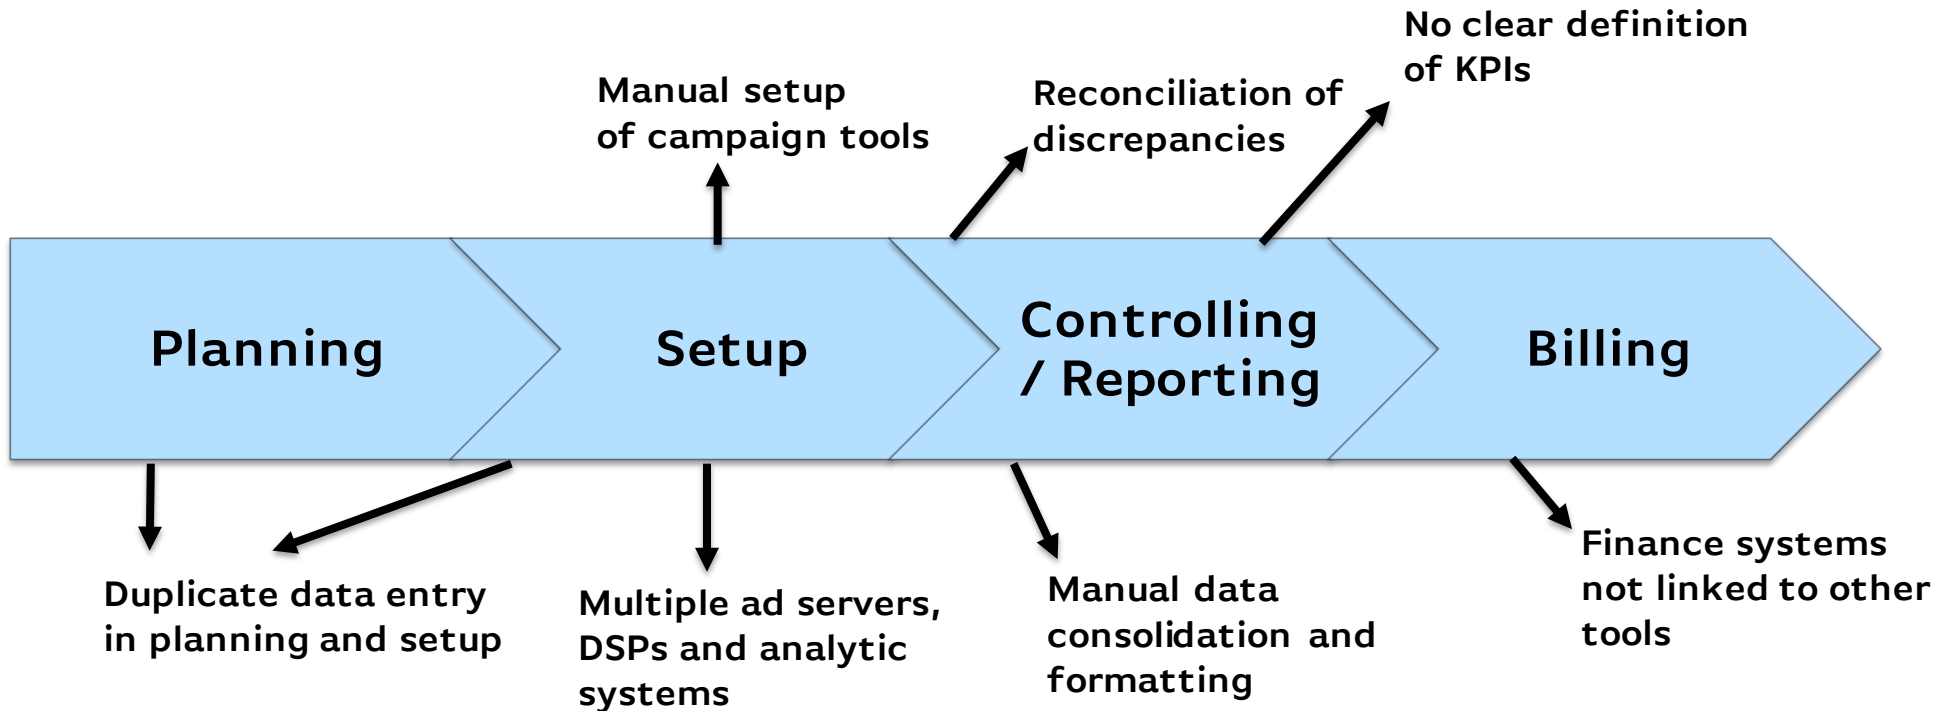 No clear definition
of KPIs
Manual setup
of campaign tools
Reconciliation of
discrepancies
Planning
Setup
Controlling
/ Reporting
Billing
Duplicate data entry
in planning and setup
Multiple ad servers,
DSPs and analytic
systems
Manual data
consolidation and
formatting
Finance systems
not linked to other
tools